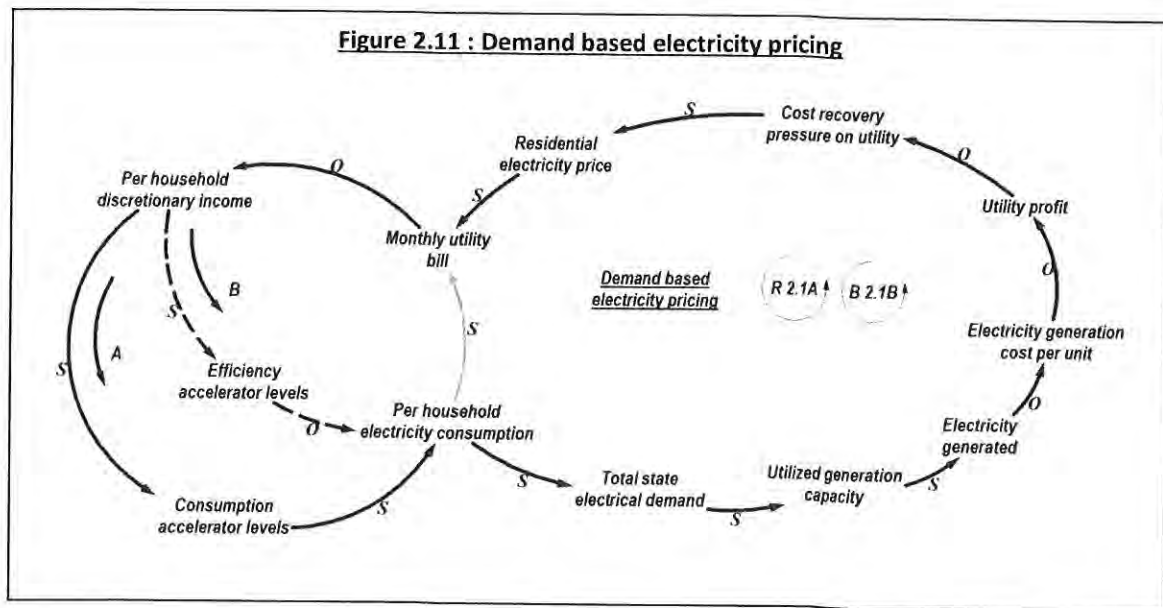 Figure 2.11 : Demand based electricity pricing
S
Cost recovery
pressure on utility
Residential
electricity price
O
O
S
Per household
discretionary income
Utility profit
Monthly utility
bill
O
B
Demand based
electricity pricing
R 2.1A
B 2.1B
S
S
Electricity generation
cost per unit
A
S
Efficiency
accelerator levels
O
Per household
electricity consumption
O
Electricity
generated
S
Total state
electrical demand
Utilized generation
capacity
S
Consumption
accelerator levels
S
S